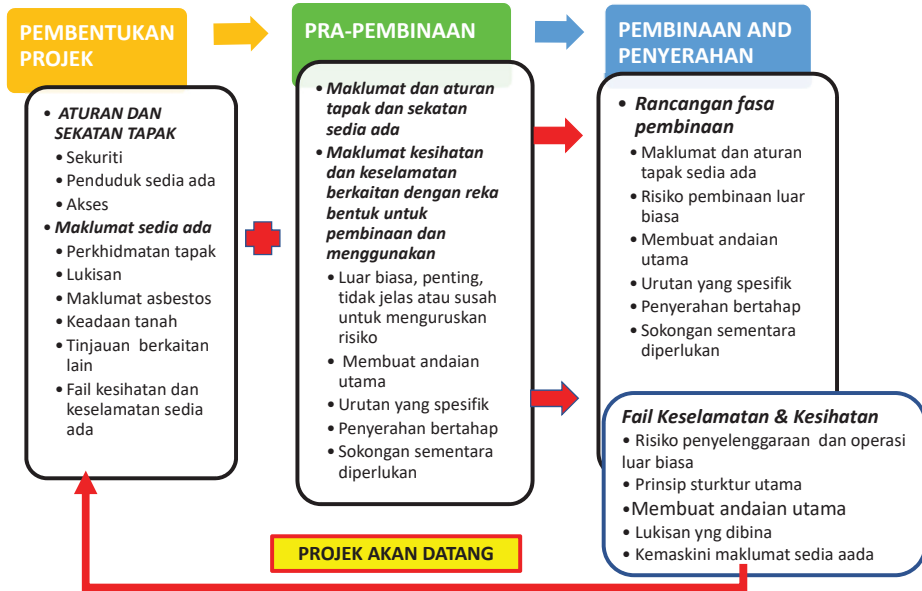 PEMBENTUKAN
PROJEK
• ATURAN DAN
SEKATAN TAPAK
• Sekuriti
• Penduduk sedia ada
• Akses
• Maklumat sedia ada
• Perkhidmatan tapak
• Lukisan
• Maklumat asbestos
• Keadaan tanah
• Tinjauan berkaitan
lain
• Fail kesihatan dan
keselamatan sedia
ada
PRA-PEMBINAAN
• Maklumat dan aturan
tapak dan sekatan
sedia ada
• Maklumat kesihatan
dan keselamatan
berkaitan dengan reka
bentuk untuk
pembinaan dan
menggunakan
• Luar biasa, penting,
tidak jelas atau susah
untuk menguruskan
risiko
• Membuat andaian
utama
• Urutan yang spesifik
• Penyerahan bertahap
• Sokongan sementara
diperlukan
PEMBINAAN AND
PENYERAHAN
• Rancangan fasa
pembinaan
• Maklumat dan aturan
tapak sedia ada
• Risiko pembinaan luar
biasa
• Membuat andaian
utama
• Urutan yang spesifik
• Penyerahan bertahap
• Sokongan sementara
diperlukan
Fail Keselamatan & Kesihatan
• Risiko penyelenggaraan dan operasi
luar biasa
• Prinsip sturktur utama
• Membuat andaian utama
• Lukisan yng dibina
• Kemaskini maklumat sedia aada
PROJEK AKAN DATANG